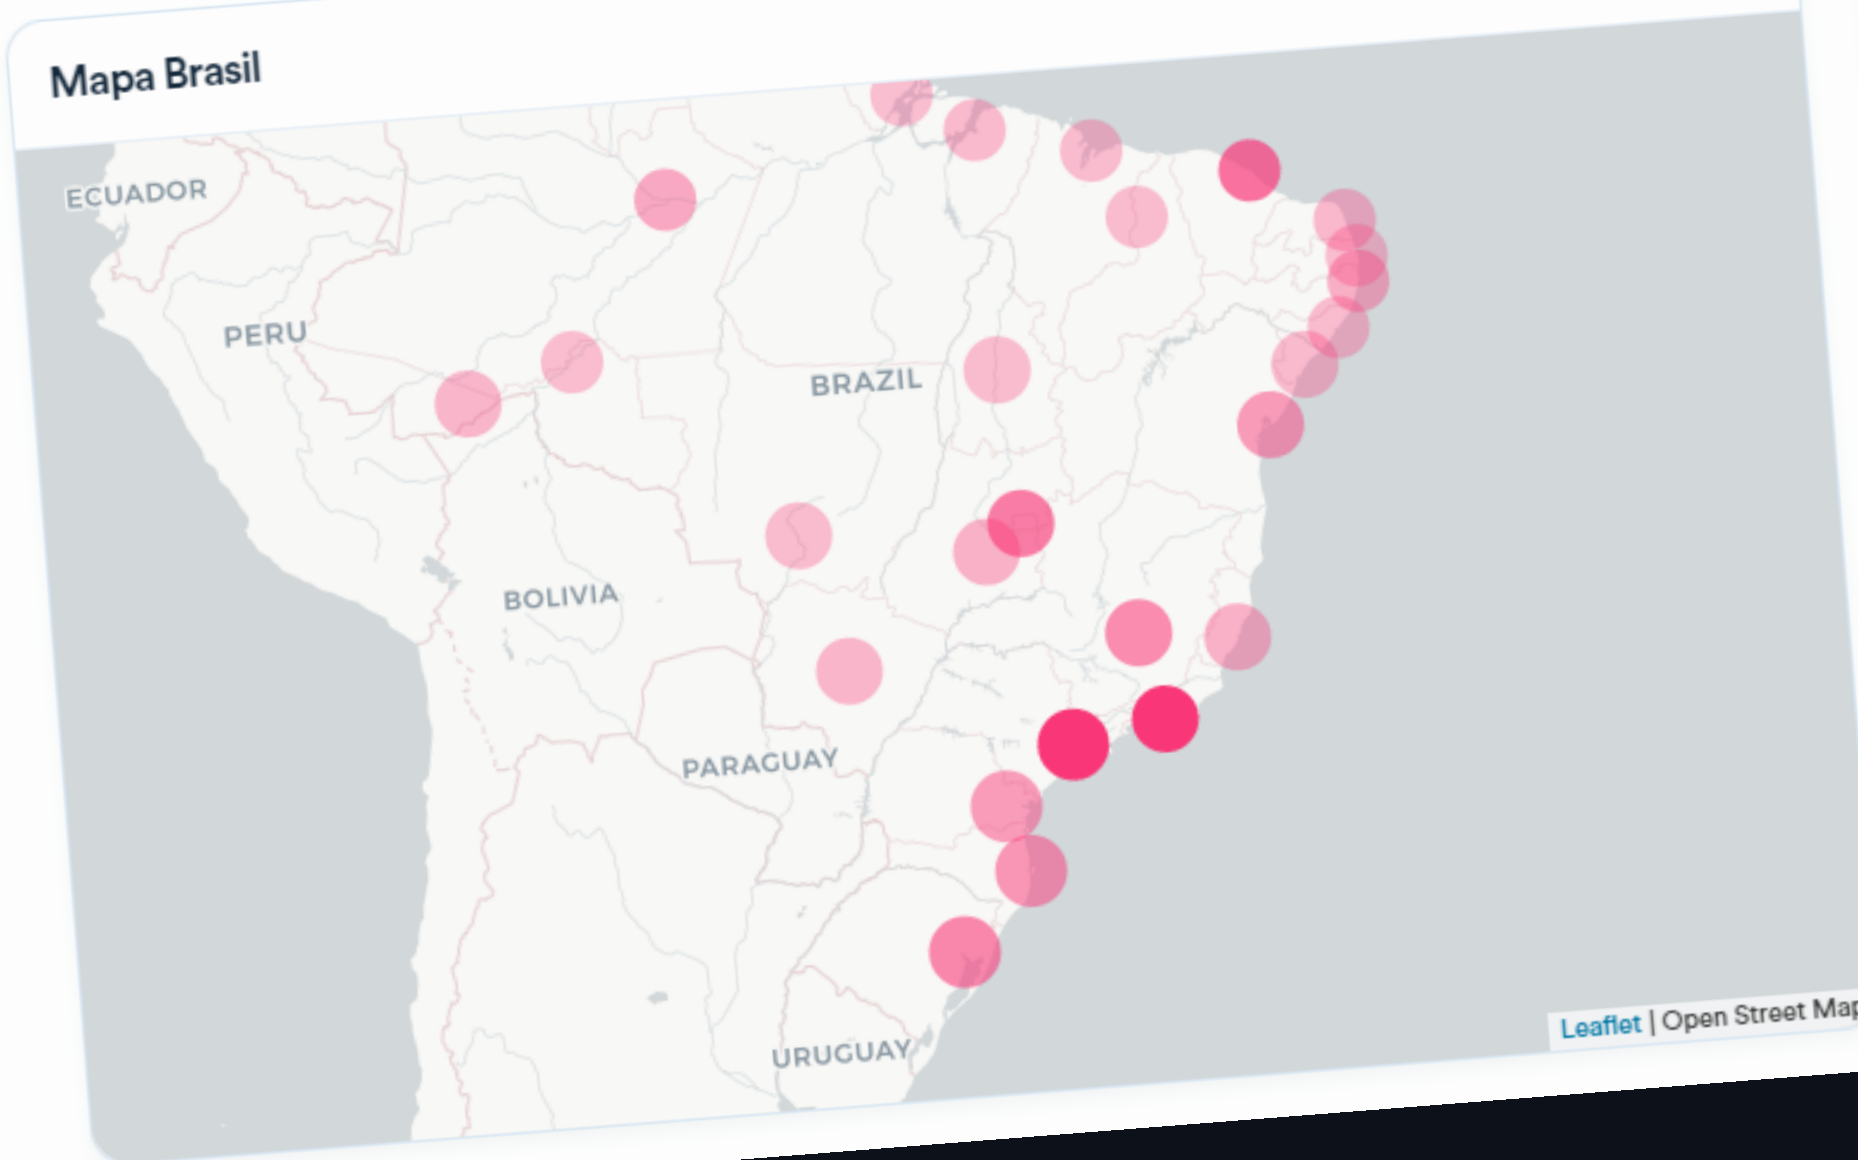 Mapa Brasil
ECUADOR
PERU
BRAZIL
BOLIVIA
PARAGUAY
URUGUAY
Leaflet | Open Street Map